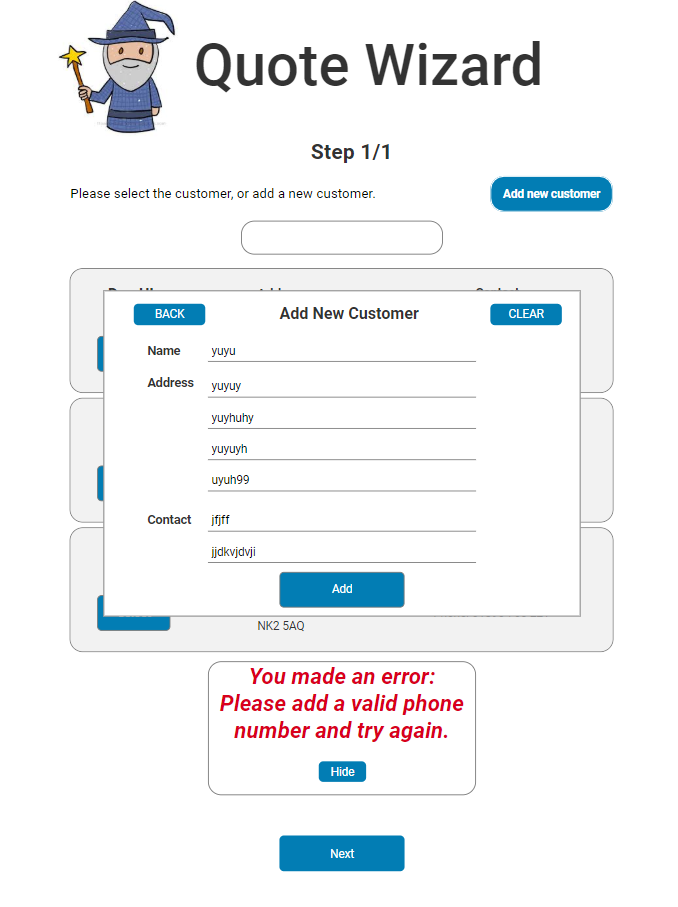 Quote Wizard
Step 1/1
Please select the customer, or add a new customer.
Add new customer
BACK
Add New Customer
CLEAR
Name
yuyu
Address
yuyuy
yuyhuhy
yuyuyh
uyuh99
Contact
jfjff
jjdkvjdvji
Add
NK2 5AQ
You made an error:
Please add a valid phone
number and try again.
Hide
Next